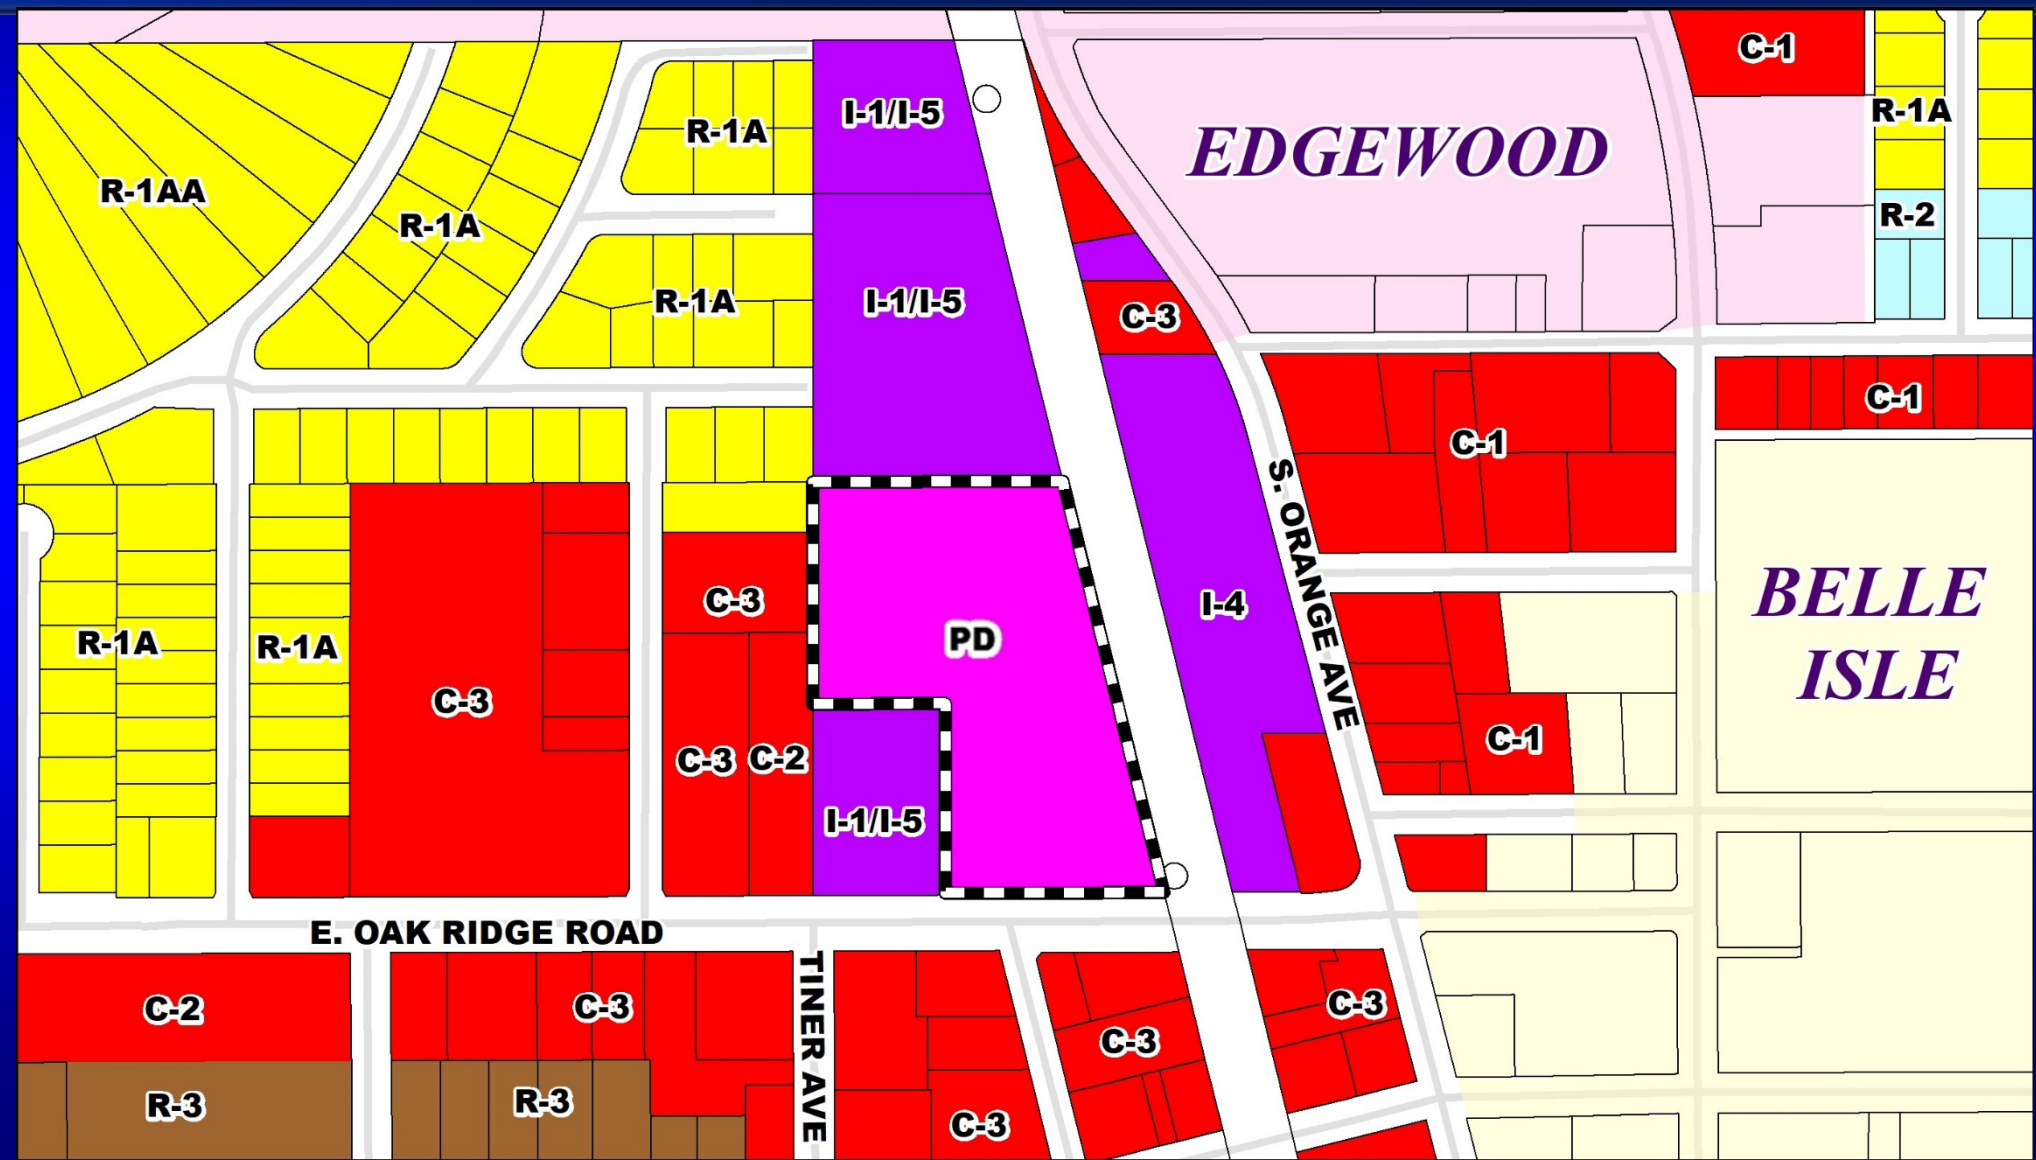 C-1
R-1A
I-1/I-5
R-1A
EDGEWOOD
R-1AA
R-2
R-1A
R-1A
I-1/I-5
C-3
C-1
C-1
S. ORANGE AVE
BELLE
ISLE
C-3
I-4
PD
R-1A
R-1A
C-3
C-1
C-3
C-2
I-1/I-5
E. OAK RIDGE ROAD
TINER AVE
C-2
C-3
C-3
C-3
R-3
R-3
C-3